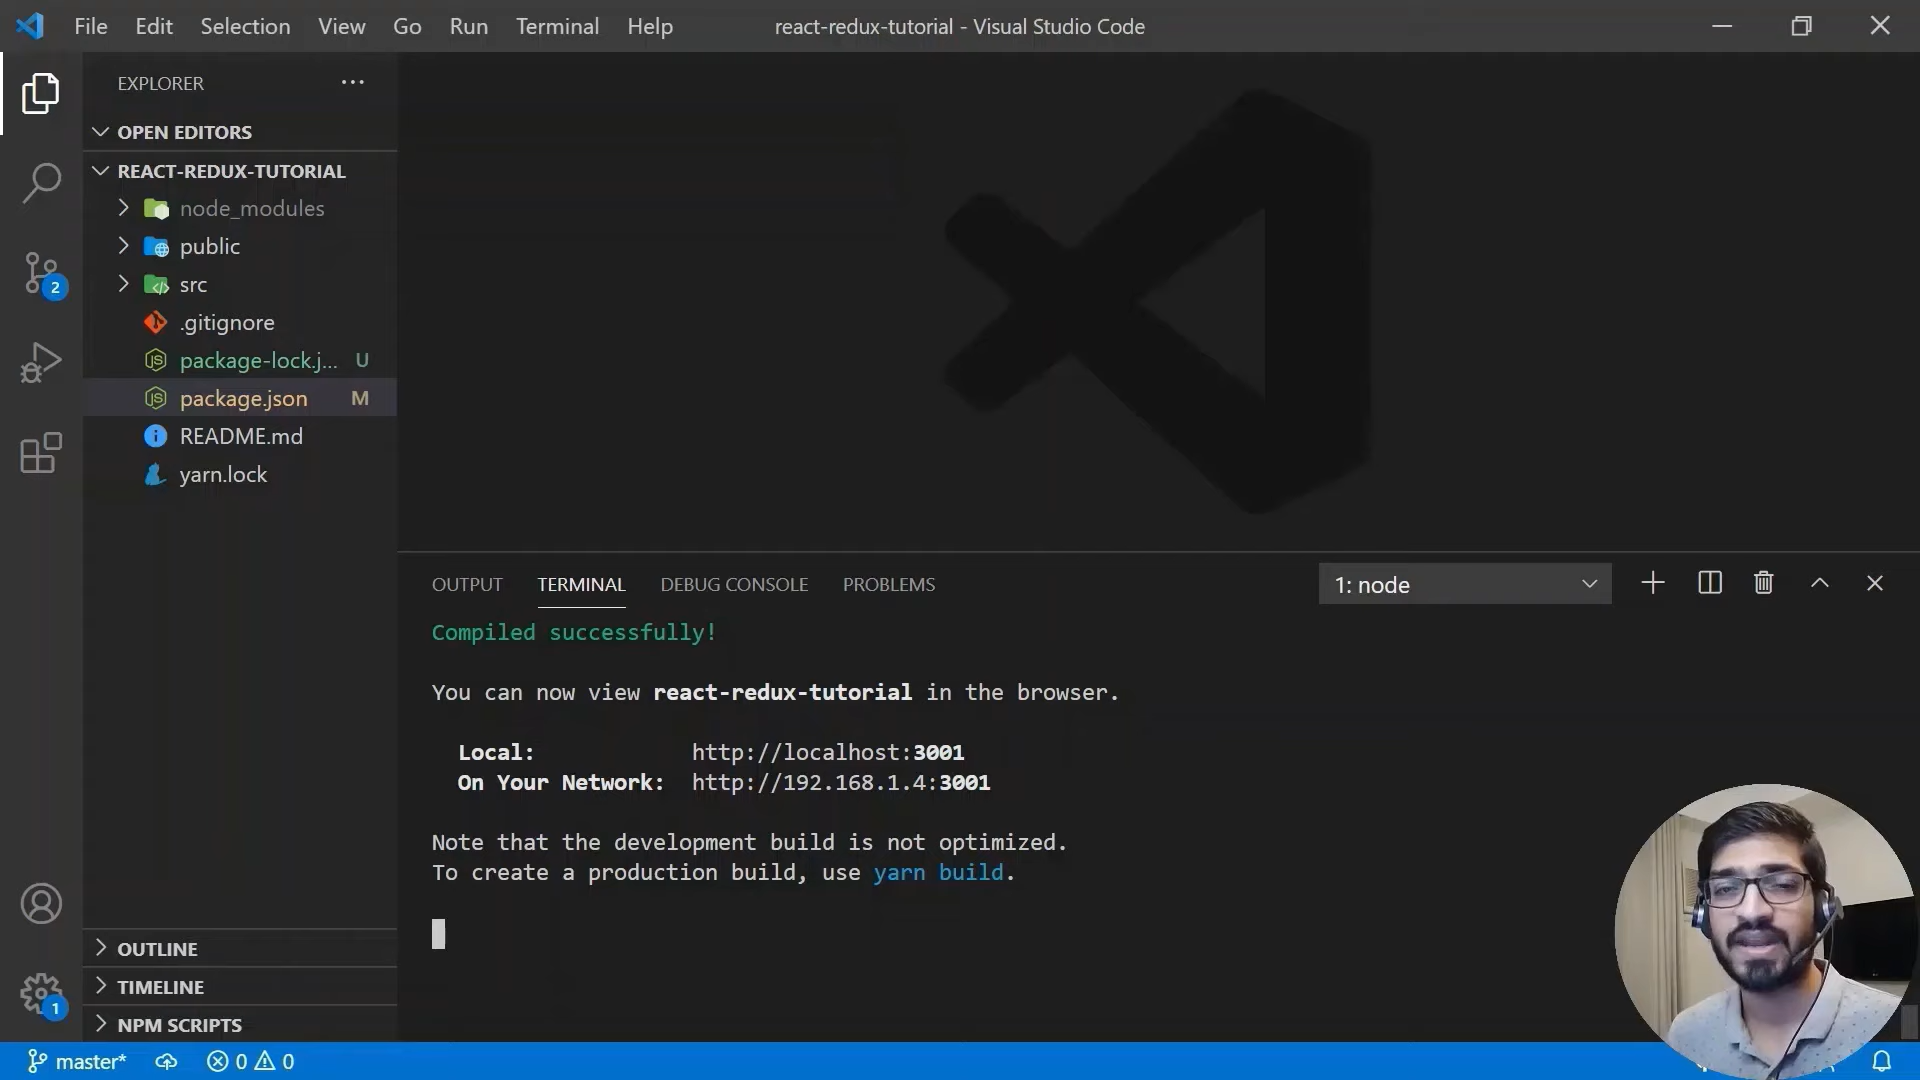 File Edit Selection View Go Run Terminal Help react-redux-tutorial - Visual Studio Code
EXPLORER
OPEN EDITORS
REACT-REDUX-TUTORIAL
node_modules
public
src
.gitignore
package-lock.j... U
package.json M
README.md
yarn.lock
2
OUTLINE
TIMELINE
NPM SCRIPTS
1
OUTPUT TERMINAL DEBUG CONSOLE PROBLEMS 1: node
Compiled successfully!
You can now view react-redux-tutorial in the browser.
Local: http://localhost:3001
On Your Network: http://192.168.1.4:3001
Note that the development build is not optimized.
To create a production build, use yarn build.
master* 0 0